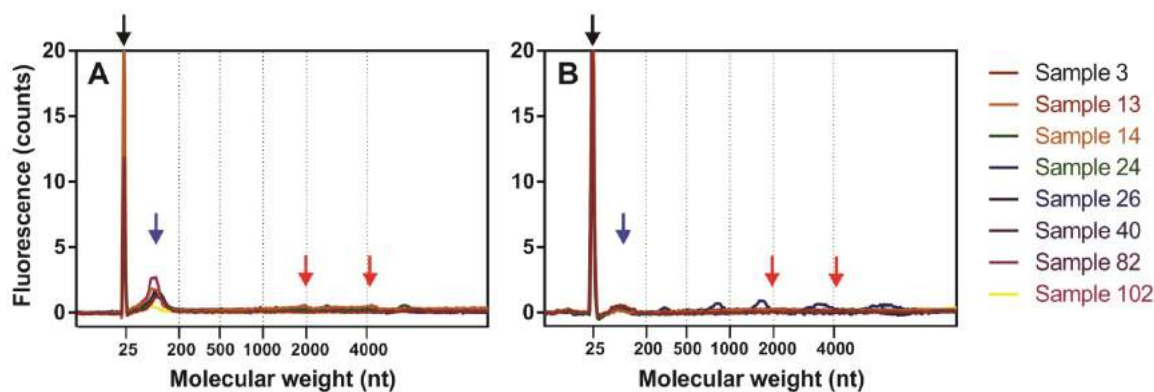 A
B
Fluorescence (counts)
20
15
10
5
0
25 200 500 1000 2000 4000
Molecular weight (nt)
20
15
10
5
0
25 200 500 1000 2000 4000
Molecular weight (nt)
Sample 3
Sample 13
Sample 14
Sample 24
Sample 26
Sample 40
Sample 82
Sample 102